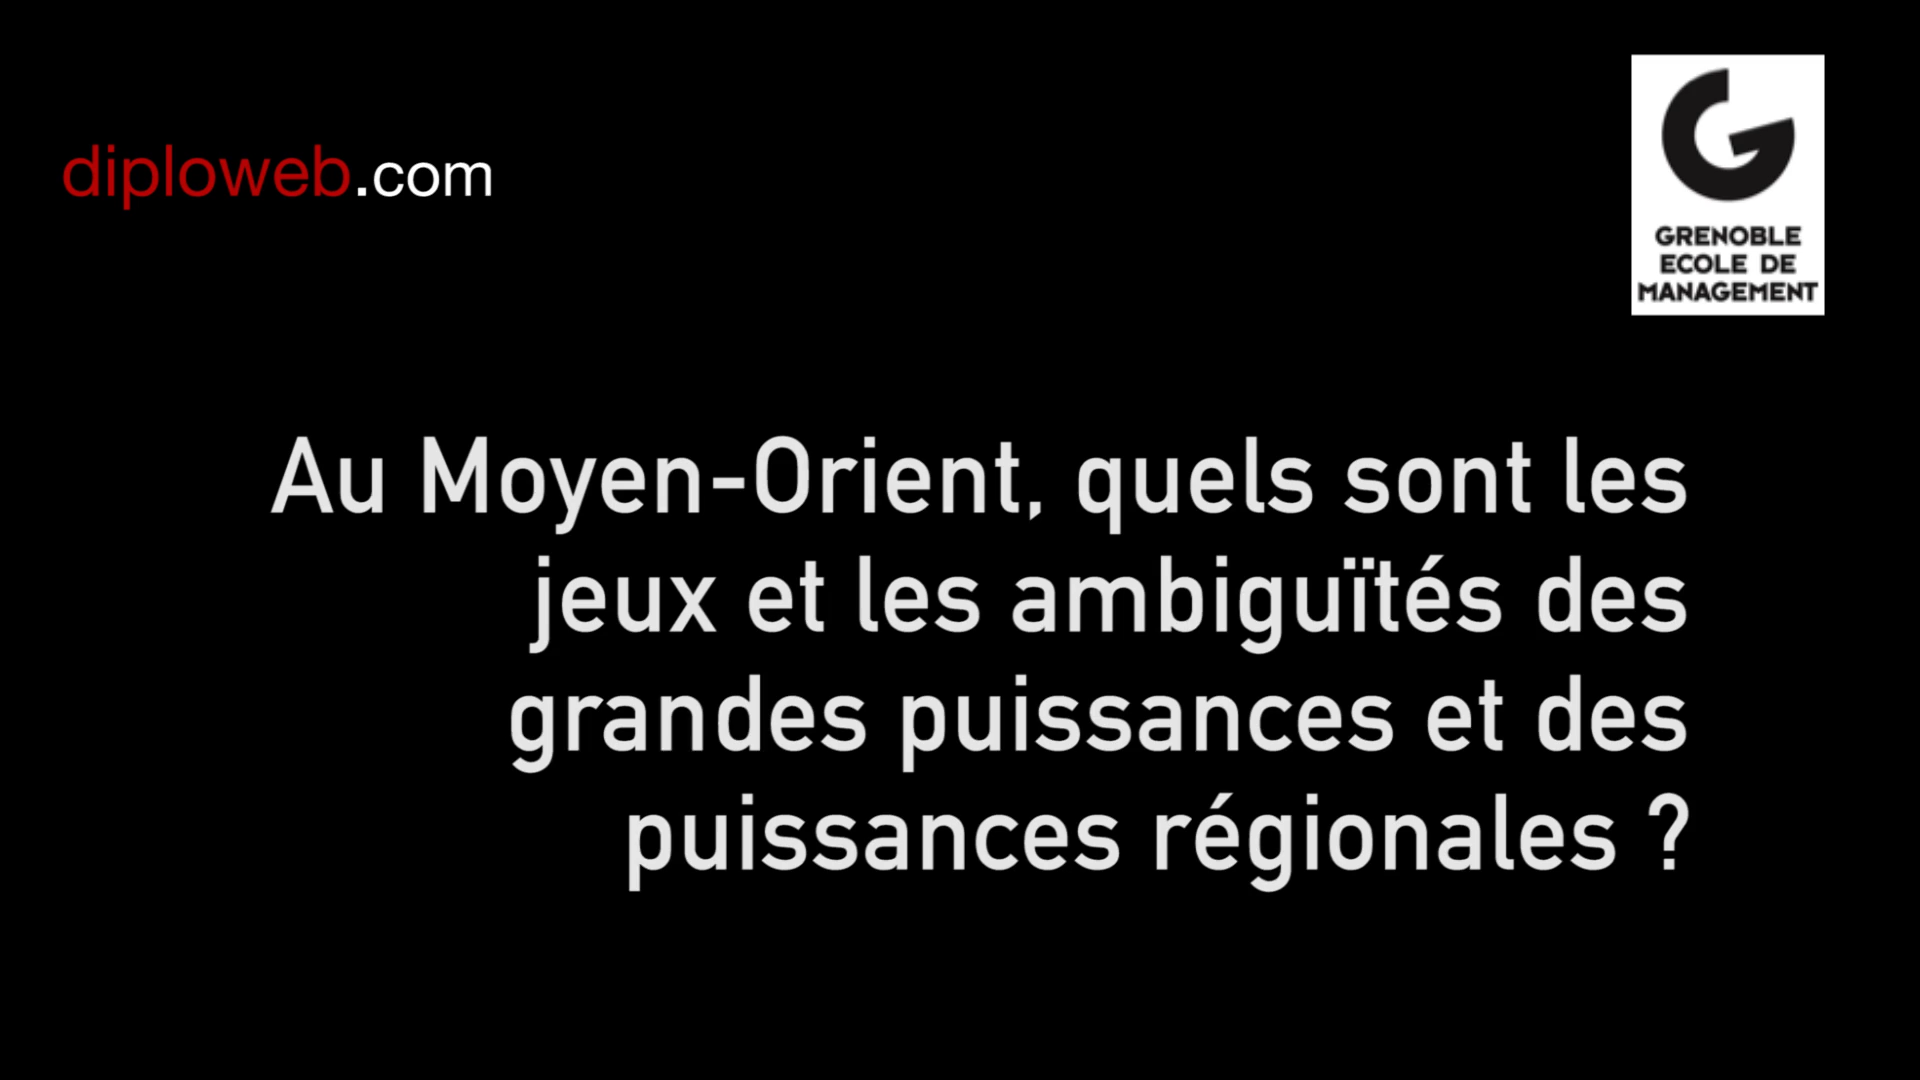 diploweb.com
GRENOBLE
ECOLE DE
MANAGEMENT
Au Moyen-Orient, quels sont les
jeux et les ambiguïtés des
grandes puissances et des
puissances régionales ?